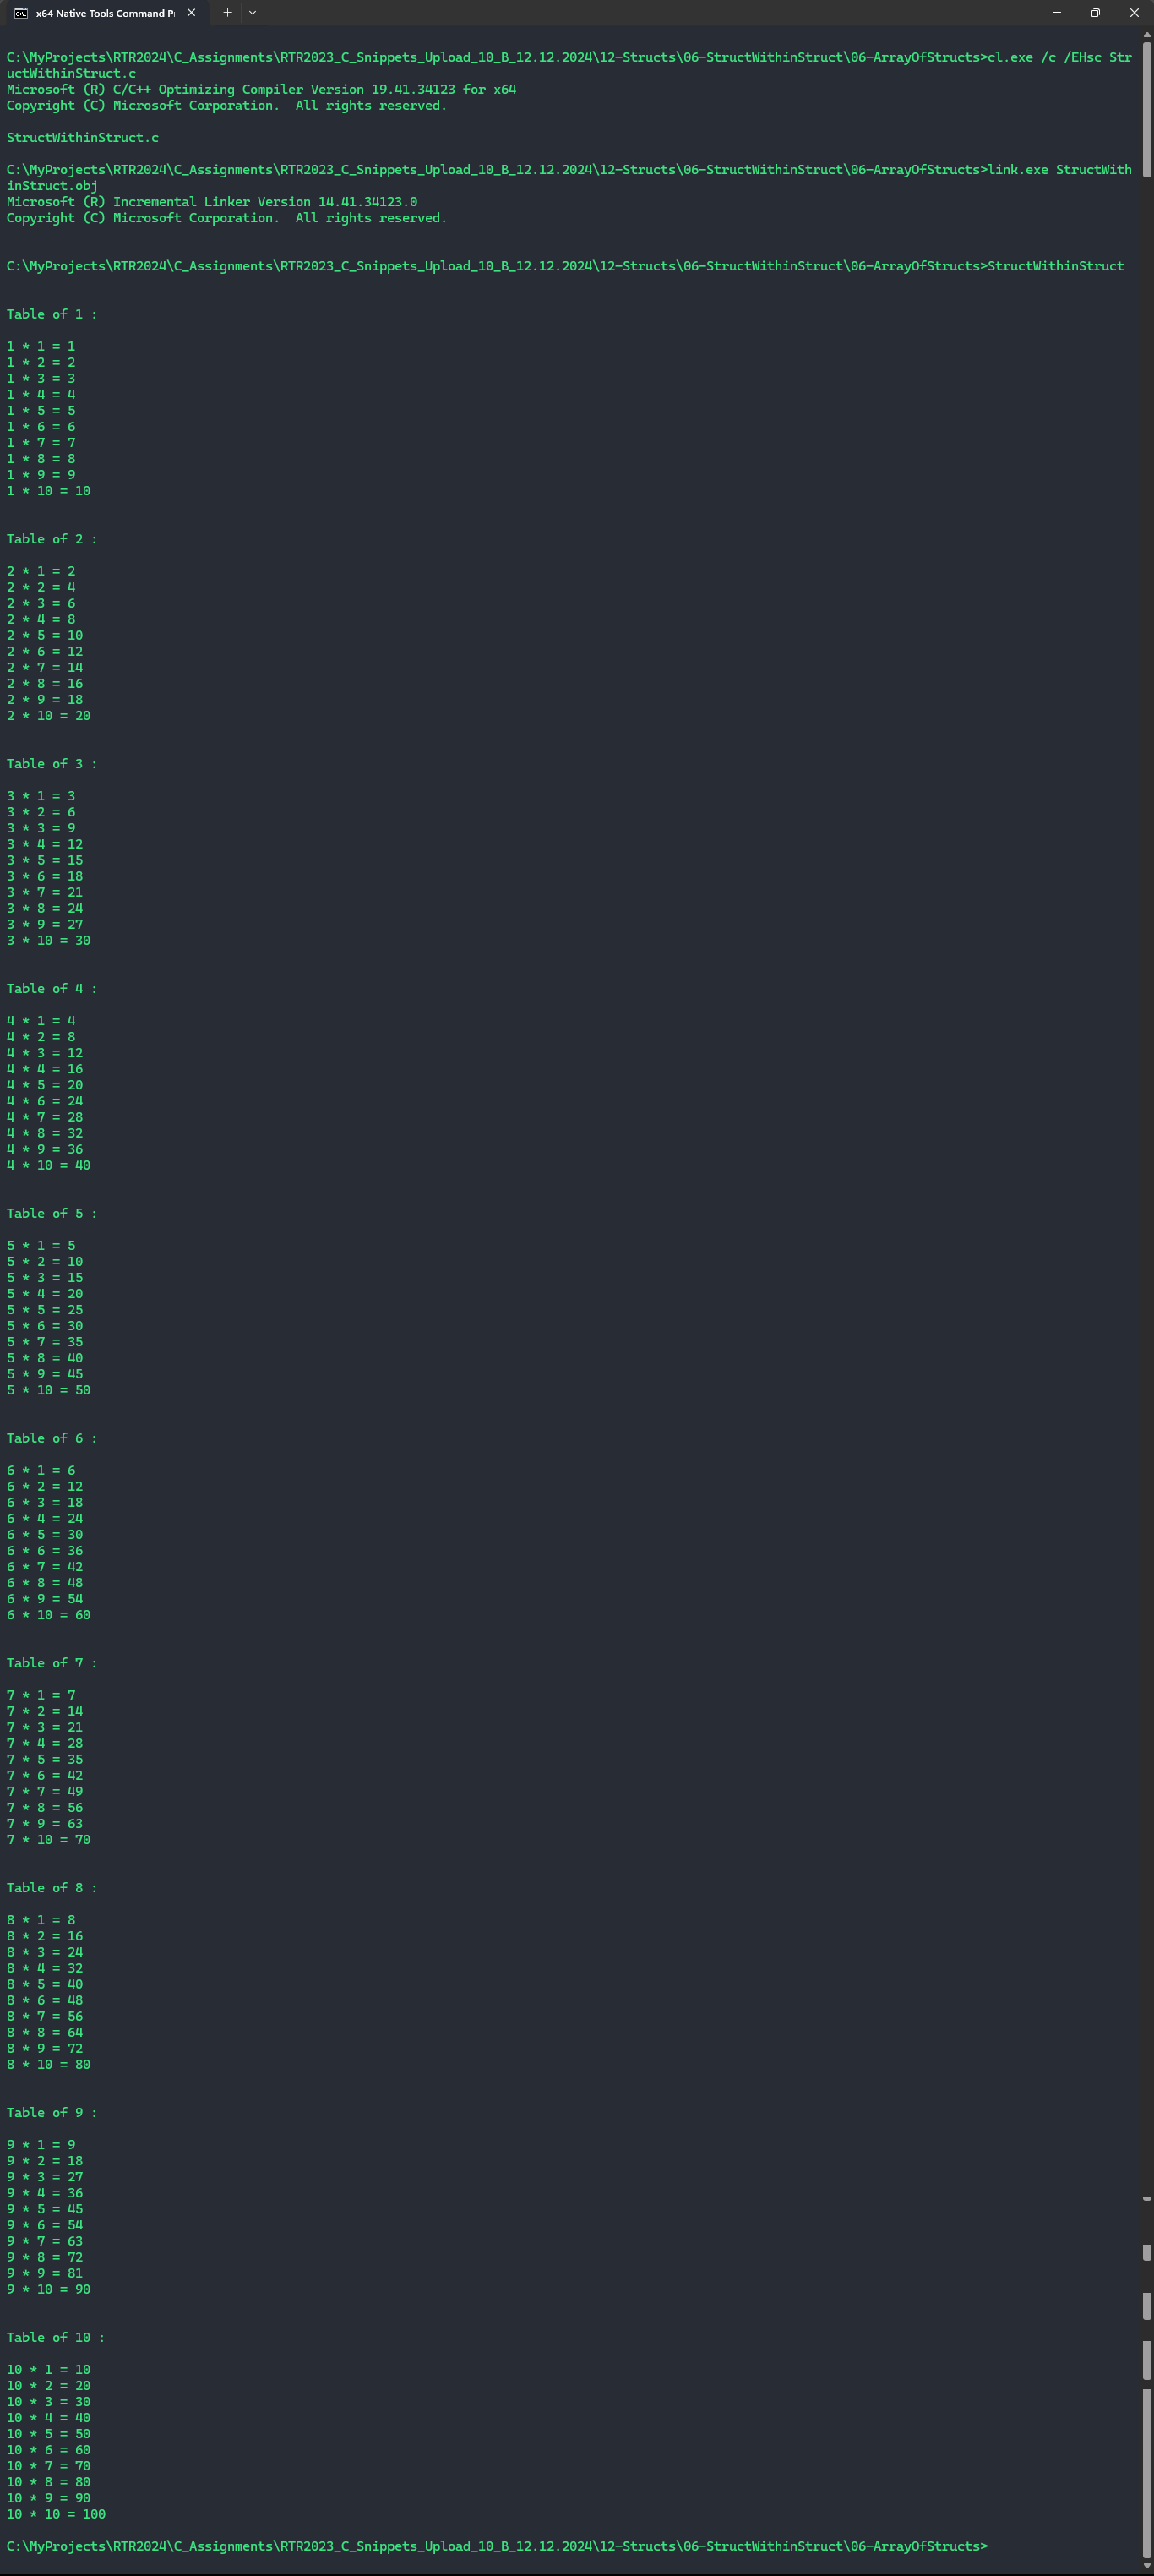 x64 Native Tools Command P
C:\MyProjects\RTR2024\C_Assignments\RTR2023_C_Snippets_Upload_10_B_12.12.2024\12-Structs\06-StructWithinStruct\06-ArrayOfStructs>cl.exe /c /EHsc Str
uctWithinStruct.c
Microsoft (R) C/C++ Optimizing Compiler Version 19.41.34123 for x64
Copyright (C) Microsoft Corporation.  All rights reserved.
StructWithinStruct.c
C:\MyProjects\RTR2024\C_Assignments\RTR2023_C_Snippets_Upload_10_B_12.12.2024\12-Structs\06-StructWithinStruct\06-ArrayOfStructs>link.exe StructWith
inStruct.obj
Microsoft (R) Incremental Linker Version 14.41.34123.0
Copyright (C) Microsoft Corporation.  All rights reserved.
C:\MyProjects\RTR2024\C_Assignments\RTR2023_C_Snippets_Upload_10_B_12.12.2024\12-Structs\06-StructWithinStruct\06-ArrayOfStructs>StructWithinStruct
Table of 1 :
1 * 1 = 1
1 * 2 = 2
1 * 3 = 3
1 * 4 = 4
1 * 5 = 5
1 * 6 = 6
1 * 7 = 7
1 * 8 = 8
1 * 9 = 9
1 * 10 = 10
Table of 2 :
2 * 1 = 2
2 * 2 = 4
2 * 3 = 6
2 * 4 = 8
2 * 5 = 10
2 * 6 = 12
2 * 7 = 14
2 * 8 = 16
2 * 9 = 18
2 * 10 = 20
Table of 3 :
3 * 1 = 3
3 * 2 = 6
3 * 3 = 9
3 * 4 = 12
3 * 5 = 15
3 * 6 = 18
3 * 7 = 21
3 * 8 = 24
3 * 9 = 27
3 * 10 = 30
Table of 4 :
4 * 1 = 4
4 * 2 = 8
4 * 3 = 12
4 * 4 = 16
4 * 5 = 20
4 * 6 = 24
4 * 7 = 28
4 * 8 = 32
4 * 9 = 36
4 * 10 = 40
Table of 5 :
5 * 1 = 5
5 * 2 = 10
5 * 3 = 15
5 * 4 = 20
5 * 5 = 25
5 * 6 = 30
5 * 7 = 35
5 * 8 = 40
5 * 9 = 45
5 * 10 = 50
Table of 6 :
6 * 1 = 6
6 * 2 = 12
6 * 3 = 18
6 * 4 = 24
6 * 5 = 30
6 * 6 = 36
6 * 7 = 42
6 * 8 = 48
6 * 9 = 54
6 * 10 = 60
Table of 7 :
7 * 1 = 7
7 * 2 = 14
7 * 3 = 21
7 * 4 = 28
7 * 5 = 35
7 * 6 = 42
7 * 7 = 49
7 * 8 = 56
7 * 9 = 63
7 * 10 = 70
Table of 8 :
8 * 1 = 8
8 * 2 = 16
8 * 3 = 24
8 * 4 = 32
8 * 5 = 40
8 * 6 = 48
8 * 7 = 56
8 * 8 = 64
8 * 9 = 72
8 * 10 = 80
Table of 9 :
9 * 1 = 9
9 * 2 = 18
9 * 3 = 27
9 * 4 = 36
9 * 5 = 45
9 * 6 = 54
9 * 7 = 63
9 * 8 = 72
9 * 9 = 81
9 * 10 = 90
Table of 10 :
10 * 1 = 10
10 * 2 = 20
10 * 3 = 30
10 * 4 = 40
10 * 5 = 50
10 * 6 = 60
10 * 7 = 70
10 * 8 = 80
10 * 9 = 90
10 * 10 = 100
C:\MyProjects\RTR2024\C_Assignments\RTR2023_C_Snippets_Upload_10_B_12.12.2024\12-Structs\06-StructWithinStruct\06-ArrayOfStructs>